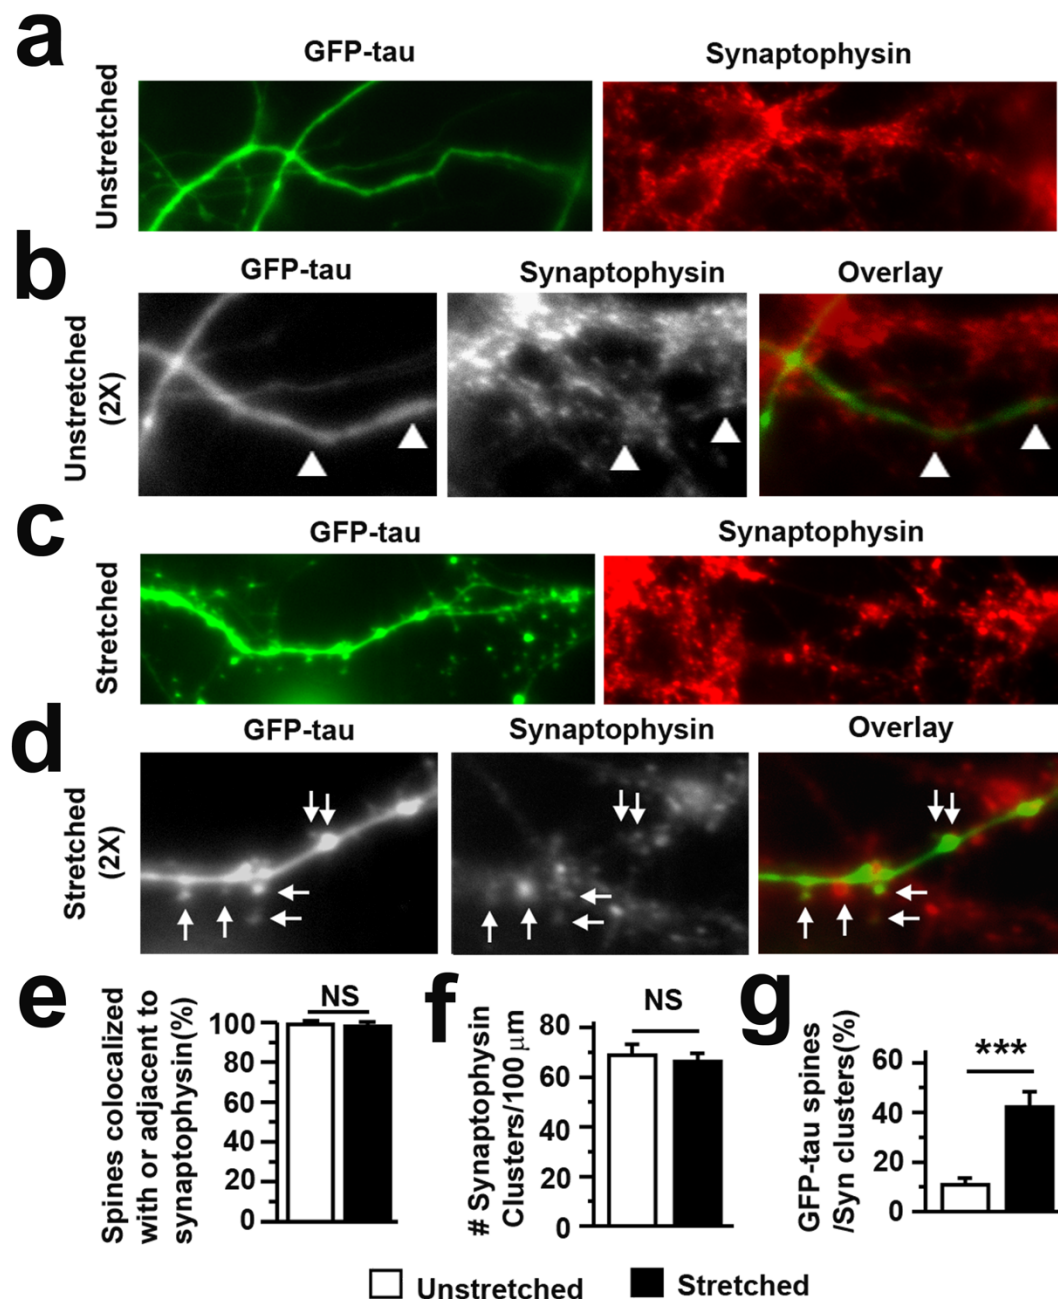 a
GFP-tau
Synaptophysin
Unstretched
b
GFP-tau
Synaptophysin
Overlay
Unstretched
(2X)
c
GFP-tau
Synaptophysin
Stretched
d
GFP-tau
Synaptophysin
Overlay
Stretched
(2X)
e
Spines colocalized
with or adjacent to
synaptophysin(%)
NS
100
80
60
40
20
0
f
# Synaptophysin
Clusters/100 μm
NS
80
60
40
20
0
g
GFP-tau spines
/Syn clusters(%)
***
60
40
20
0
Unstretched
Stretched